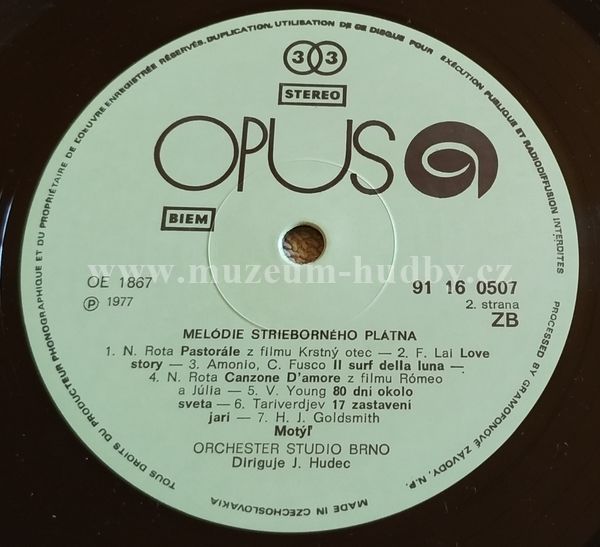 TOUS DROITS DU PRODUCTEUR PHONOGRAPHIQUE ET DU PROPRIÉTAIRE DE L'OEUVRE ENREGISTRÉE RÉSERVÉS. DUPLICATION, UTILISATION DE CE DISQUE POUR EXÉCUTION PUBLIQUE ET RADIODIFFUSION INTERDITES
33
STEREO
OPUS
BIEM
www.muzeum-hudby.cz
OE 1867
Ⓟ 1977
91 16 0507
2. strana
ZB
MELÓDIE STRIEBORNÉHO PLÁTNA
1. N. Rota Pastorále z filmu Krstný otec — 2. F. Lai Love
story — 3. Amonio, C. Fusco Il surf della luna —
4. N. Rota Canzone D'amore z filmu Rómeo
a Júlia — 5. V. Young 80 dní okolo
sveta — 6. Tariverdjev 17 zastavení
jari — 7. H. J. Goldsmith
Motýľ
ORCHESTER STUDIO BRNO
Diriguje J. Hudec
MADE IN CZECHOSLOVAKIA
PROCESSED BY GRAMOFONOVÉ ZÁVODY, N.P.